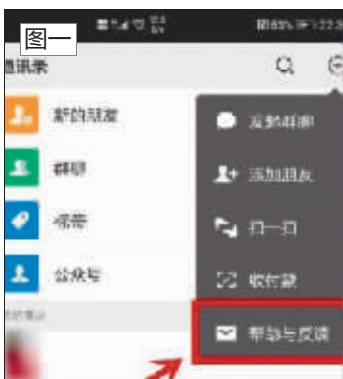 图一
通讯录
新的朋友
发起群聊
群聊
添加朋友
标签
扫一扫
公众号
收付款
帮助与反馈